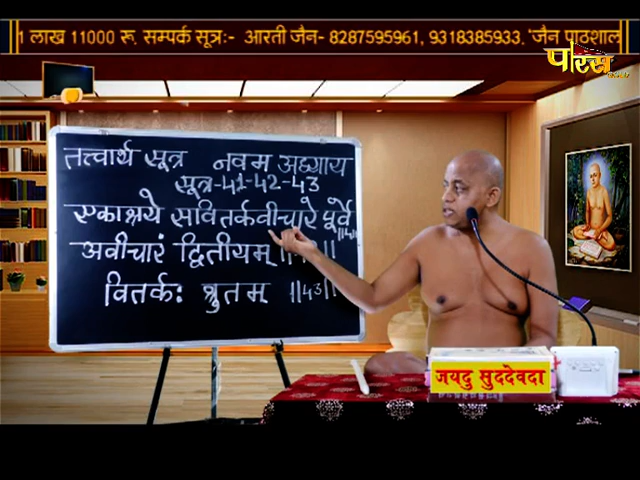 1 लाख 11000 रू. सम्पर्क सूत्र:- आरती जैन- 8287595961, 9318385933, 'जैन पाठशाल
पारस
तत्त्वार्थ सूत्र नवम अध्याय
सूत्र-41-42-43
एकाश्रये सवितर्कवीचारे पूर्वे ॥41॥
अवीचारं द्वितीयम् ॥
वितर्कः श्रुतम् ॥43॥
जयदु सुददेवदा